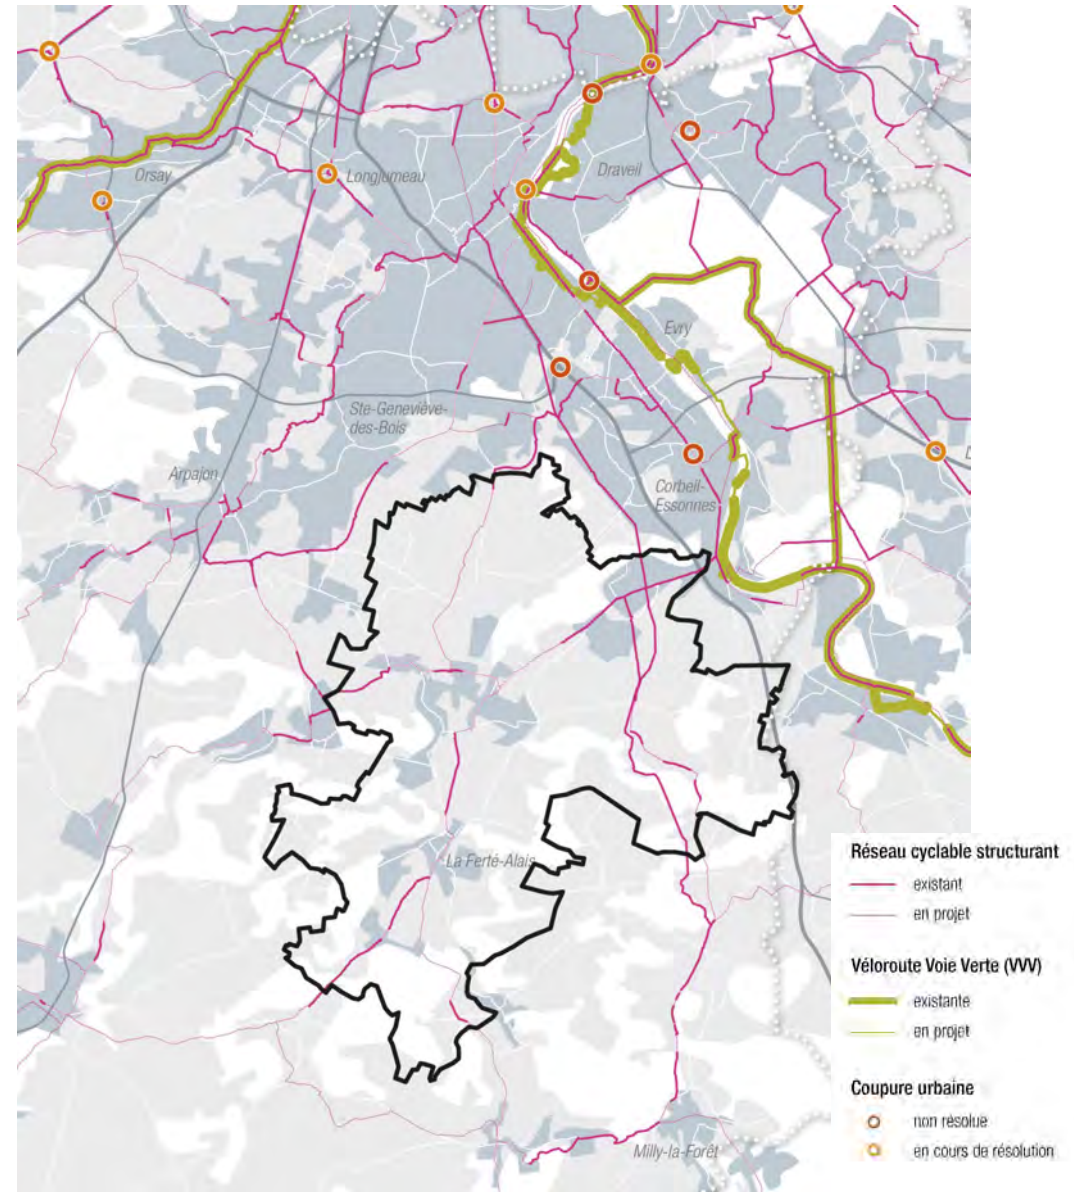 Orsay
Longjumeau
Draveil
Evry
Ste-Geneviève-
des-Bois
Arpajon
Corbeil-
Essonnes
La Ferté-Alais
Milly-la-Forêt
Réseau cyclable structurant
existant
en projet
Véloroute Voie Verte (VVV)
existante
en projet
Coupure urbaine
non résolue
en cours de résolution